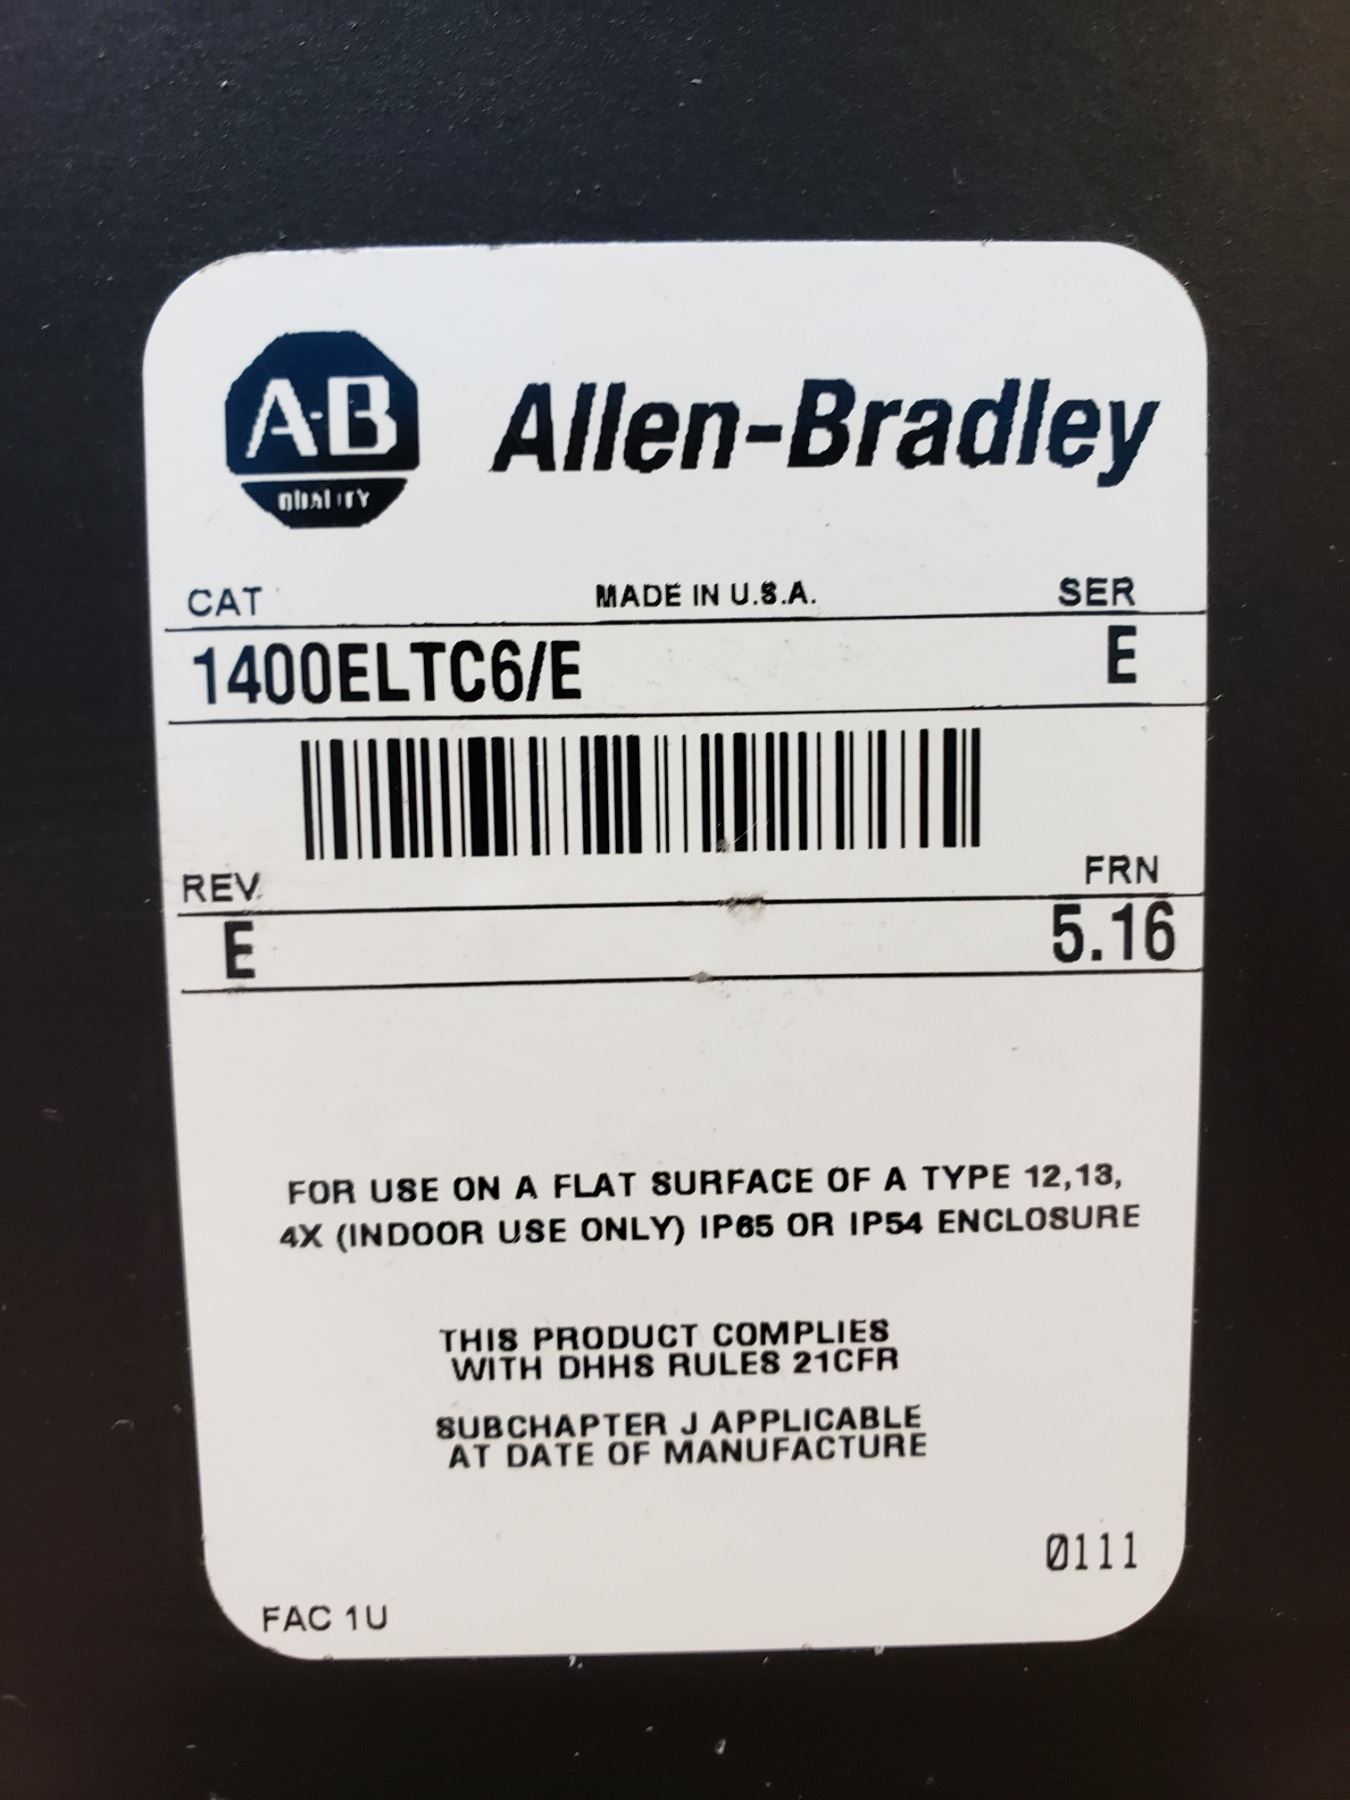 A-B
QUALITY
Allen-Bradley
CAT MADE IN U.S.A. SER
1400ELTC6/E E
REV. FRN
E 5.16
FOR USE ON A FLAT SURFACE OF A TYPE 12,13,
4X (INDOOR USE ONLY) IP65 OR IP54 ENCLOSURE
THIS PRODUCT COMPLIES
WITH DHHS RULES 21CFR
SUBCHAPTER J APPLICABLE
AT DATE OF MANUFACTURE
0111
FAC 1U